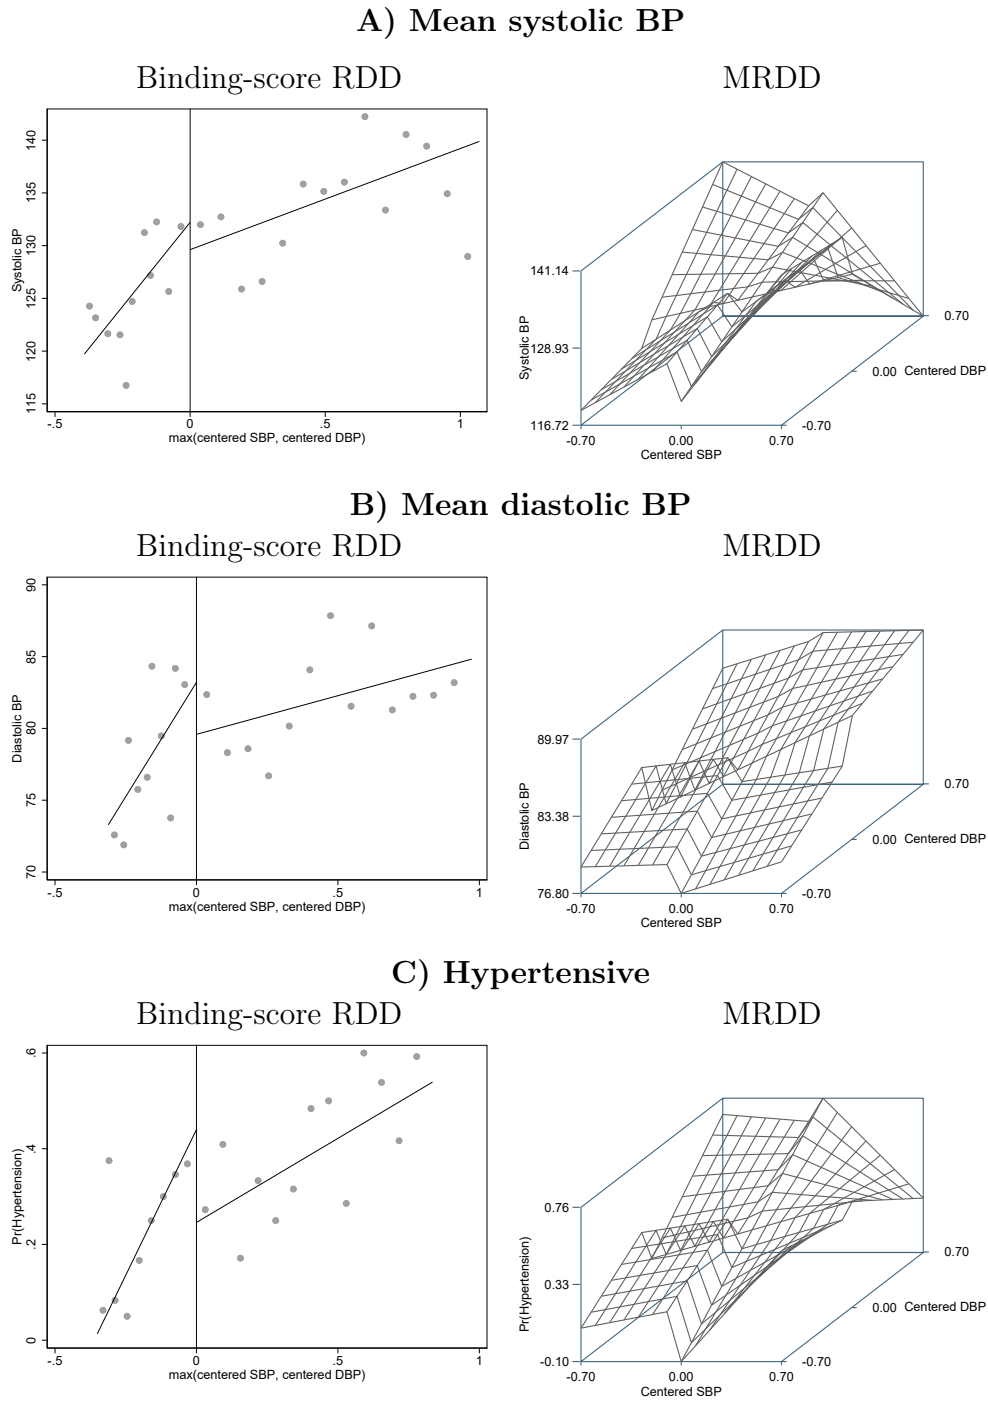 A) Mean systolic BP
Binding-score RDD
MRDD
Systolic BP
140
135
130
125
120
115
-.5
0
.5
1
max(centered SBP, centered DBP)
Systolic BP
141.14
128.93
116.72
-0.70
0.00
0.70
Centered SBP
-0.70
0.00
0.70
Centered DBP
B) Mean diastolic BP
Binding-score RDD
MRDD
Diastolic BP
90
85
80
75
70
-.5
0
.5
1
max(centered SBP, centered DBP)
Diastolic BP
89.97
83.38
76.80
-0.70
0.00
0.70
Centered SBP
-0.70
0.00
0.70
Centered DBP
C) Hypertensive
Binding-score RDD
MRDD
Pr(Hypertension)
.6
.4
.2
0
-.5
0
.5
1
max(centered SBP, centered DBP)
Pr(Hypertension)
0.76
0.33
-0.10
-0.70
0.00
0.70
Centered SBP
-0.70
0.00
0.70
Centered DBP